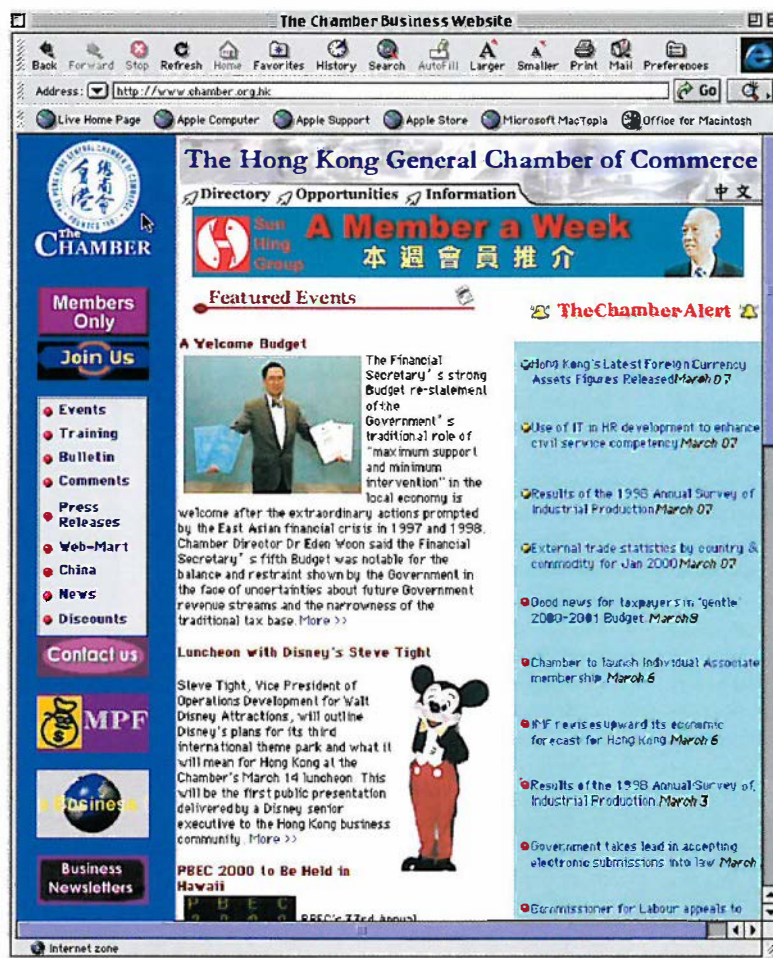 The Chamber Business Website
Back Forward Stop Refresh Home Favorites History Search AutoFill Larger Smaller Print Mail Preferences
Address: http://www.chamber.org.hk Go
Live Home Page Apple Computer Apple Support Apple Store Microsoft MacTopia Office for Macintosh
The Hong Kong General Chamber of Commerce
Directory Opportunities Information 中文
The
CHAMBER
Sun
Hing
Group
A Member a Week
本週會員推介
Members
Only
Join Us
Events
Training
Bulletin
Comments
Press
Releases
Web-Mart
China
News
Discounts
Contact us
MPF
Business
Business
Newsletters
Featured Events
A Welcome Budget
The Financial
Secretary's strong
Budget re-statement
of the
Government's
traditional role of
"maximum support
and minimum
intervention" in the
local economy is
welcome after the extraordinary actions prompted
by the East Asian financial crisis in 1997 and 1998.
Chamber Director Dr Eden Woon said the Financial
Secretary's fifth Budget was notable for the
balance and restraint shown by the Government in
the face of uncertainties about future Government
revenue streams and the narrowness of the
traditional tax base. More >>
Luncheon with Disney's Steve Tight
Steve Tight, Vice President of
Operations Development for Walt
Disney Attractions, will outline
Disney's plans for its third
international theme park and what it
will mean for Hong Kong at the
Chamber's March 14 luncheon. This
will be the first public presentation
delivered by a Disney senior
executive to the Hong Kong business
community. More >>
PBEC 2000 to Be Held in
Hawaii
PBEC
PBEC's 33rd Annual
TheChamberAlert
Hong Kong's Latest Foreign Currency
Assets Figures Released March 07
Use of IT in HR development to enhance
civil service competency March 07
Results of the 1998 Annual Survey of
Industrial Production March 07
External trade statistics by country &
commodity for Jan 2000 March 07
Good news for taxpayers in 'gentle'
2000-2001 Budget. March 8
Chamber to launch Individual Associate
membership. March 6
IMF revises upward its economic
forecast for Hong Kong March 6
Results of the 1998 Annual Survey of
Industrial Production. March 3
Government takes lead in accepting
electronic submissions into law March
Commissioner for Labour appeals to
Internet zone